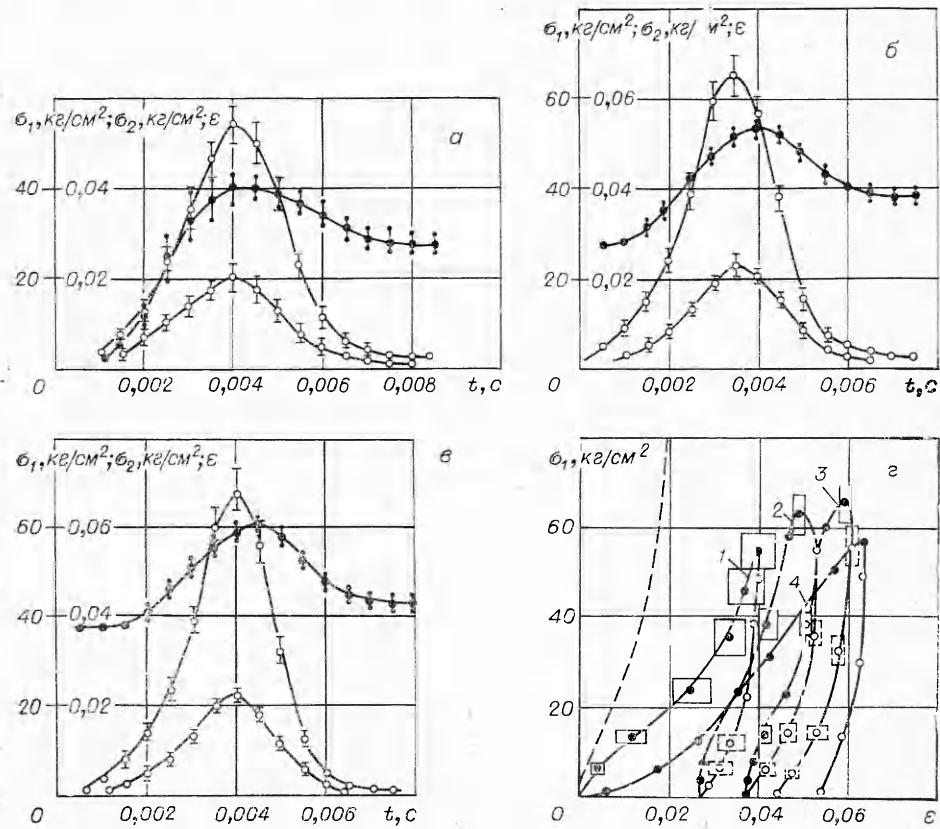 σ₁, кг/см²; σ₂, кг/ м²; ε
б
60 0,06
σ₁, кг/см²; σ₂, кг/см²; ε
а
40 0,04
40 0,04
20 0,02
20 0,02
0 0,002 0,004 0,006 0,008 t, с
0 0,002 0,004 0,006 t, с
σ₁, кг/см²; σ₂, кг/см², ε
в
σ₁, кг/см²
3
г
60 0,06
60
2
1
4
40 0,04
40
20 0,02
20
0 0,002 0,004 0,006 t, с
0 0,02 0,04 0,06 ε